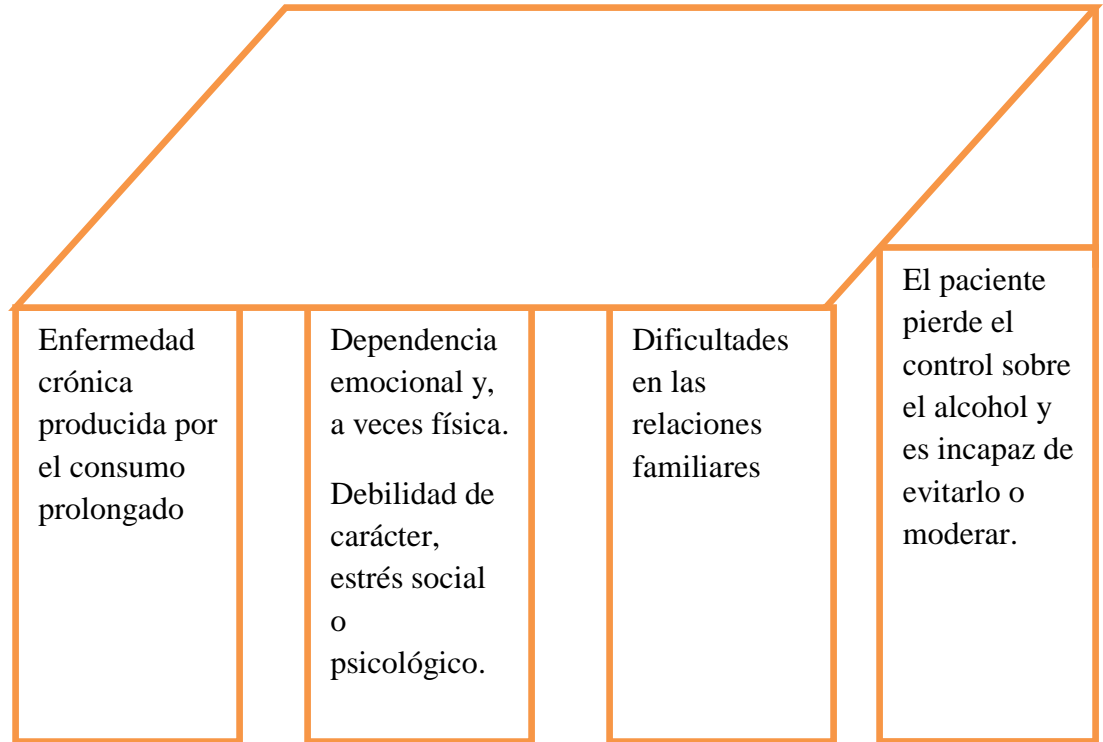 Enfermedad
crónica
producida por
el consumo
prolongado
Dependencia
emocional y,
a veces física.
Debilidad de
carácter,
estrés social
o
psicológico.
Dificultades
en las
relaciones
familiares
El paciente
pierde el
control sobre
el alcohol y
es incapaz de
evitarlo o
moderar.